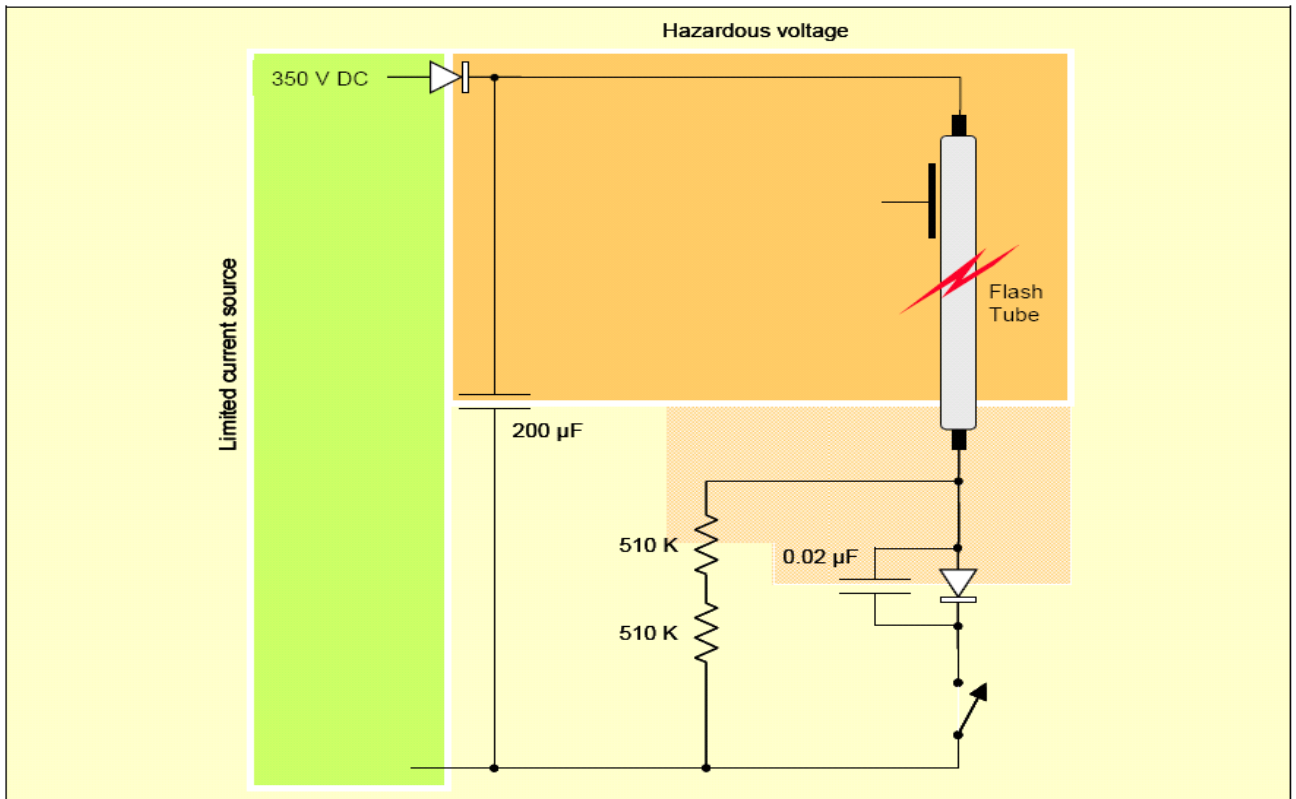 Hazardous voltage
350 V DC
Limited current source
Flash
Tube
200 µF
510 K
0.02 µF
510 K